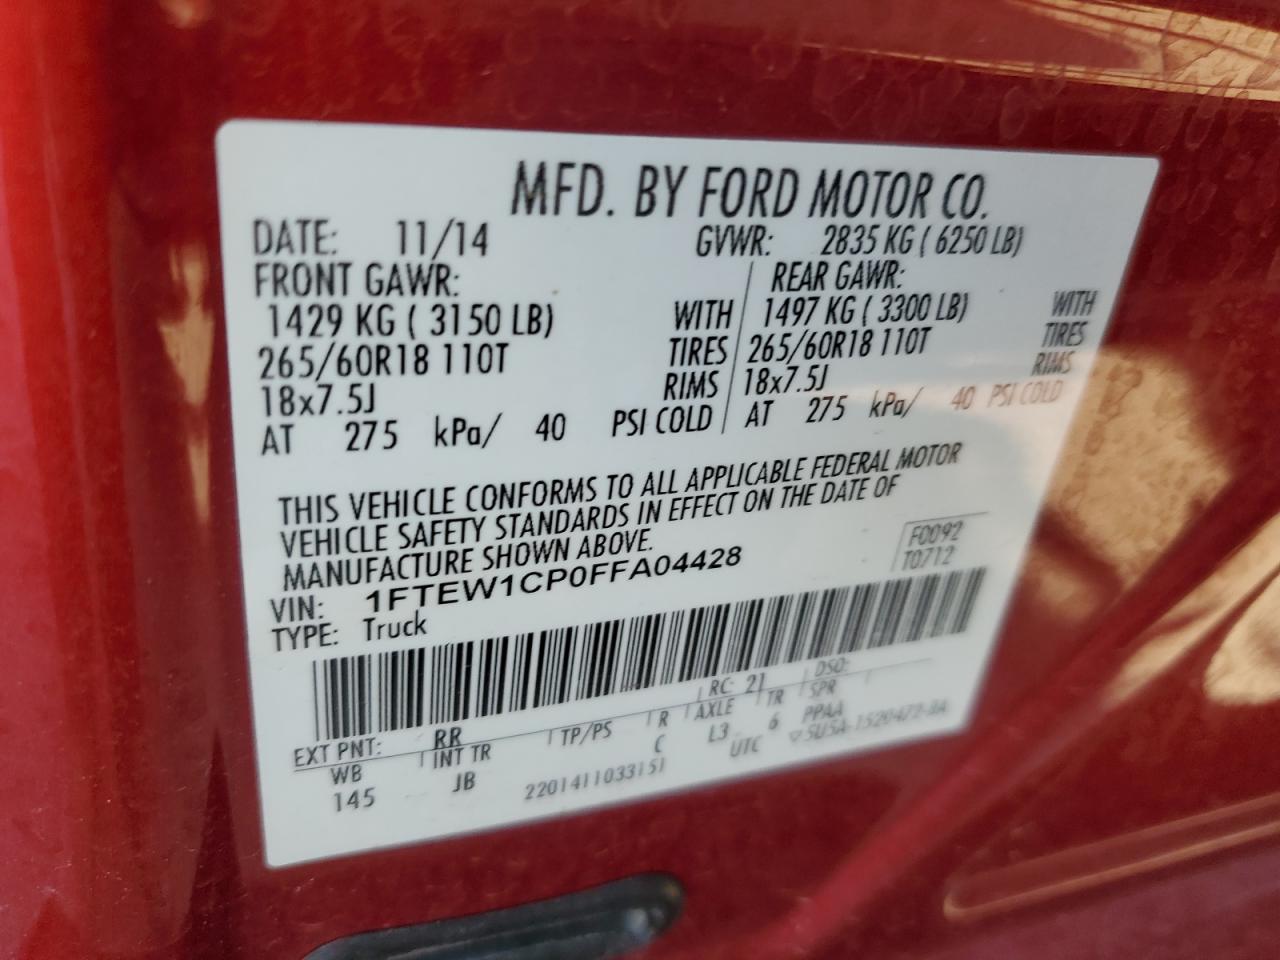 MFD. BY FORD MOTOR CO.
DATE: 11/14 GVWR: 2835 KG ( 6250 LB)
FRONT GAWR: REAR GAWR:
1429 KG ( 3150 LB) WITH 1497 KG ( 3300 LB) WITH
265/60R18 110T TIRES 265/60R18 110T TIRES
18x7.5J RIMS 18x7.5J RIMS
AT 275 kPa/ 40 PSI COLD AT 275 kPa/ 40 PSI COLD
THIS VEHICLE CONFORMS TO ALL APPLICABLE FEDERAL MOTOR
VEHICLE SAFETY STANDARDS IN EFFECT ON THE DATE OF
MANUFACTURE SHOWN ABOVE.
F0092
T0712
VIN: 1FTEW1CP0FFA04428
TYPE: Truck
EXT PNT: RR RC: 21 DSO:
WB INT TR TP/PS R AXLE TR SPR
145 JB C L3 6 PPAA
2201411033151 UTC ▽5U5A-1520472-BA